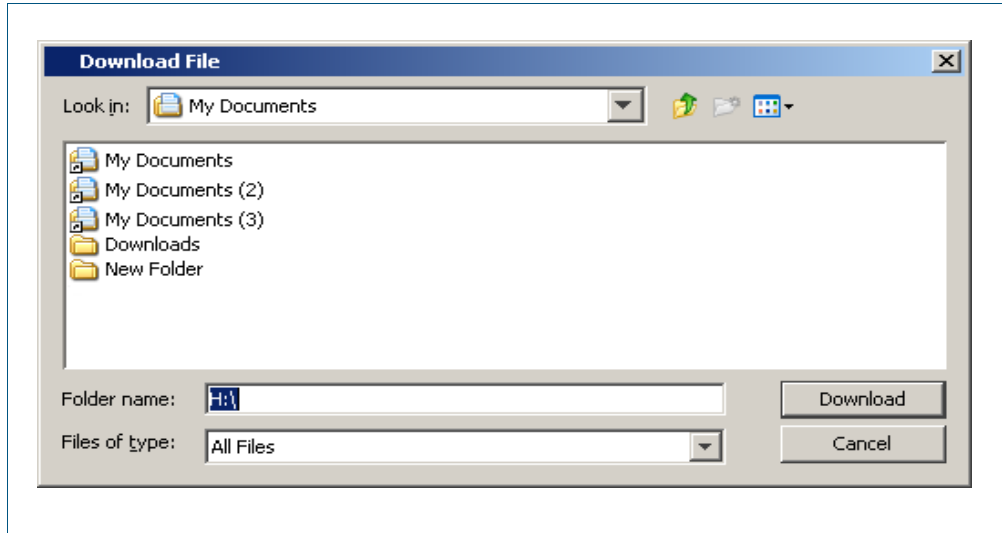 Download File
Look in: My Documents
My Documents
My Documents (2)
My Documents (3)
Downloads
New Folder
Folder name: H:\ Download
Files of type: All Files Cancel